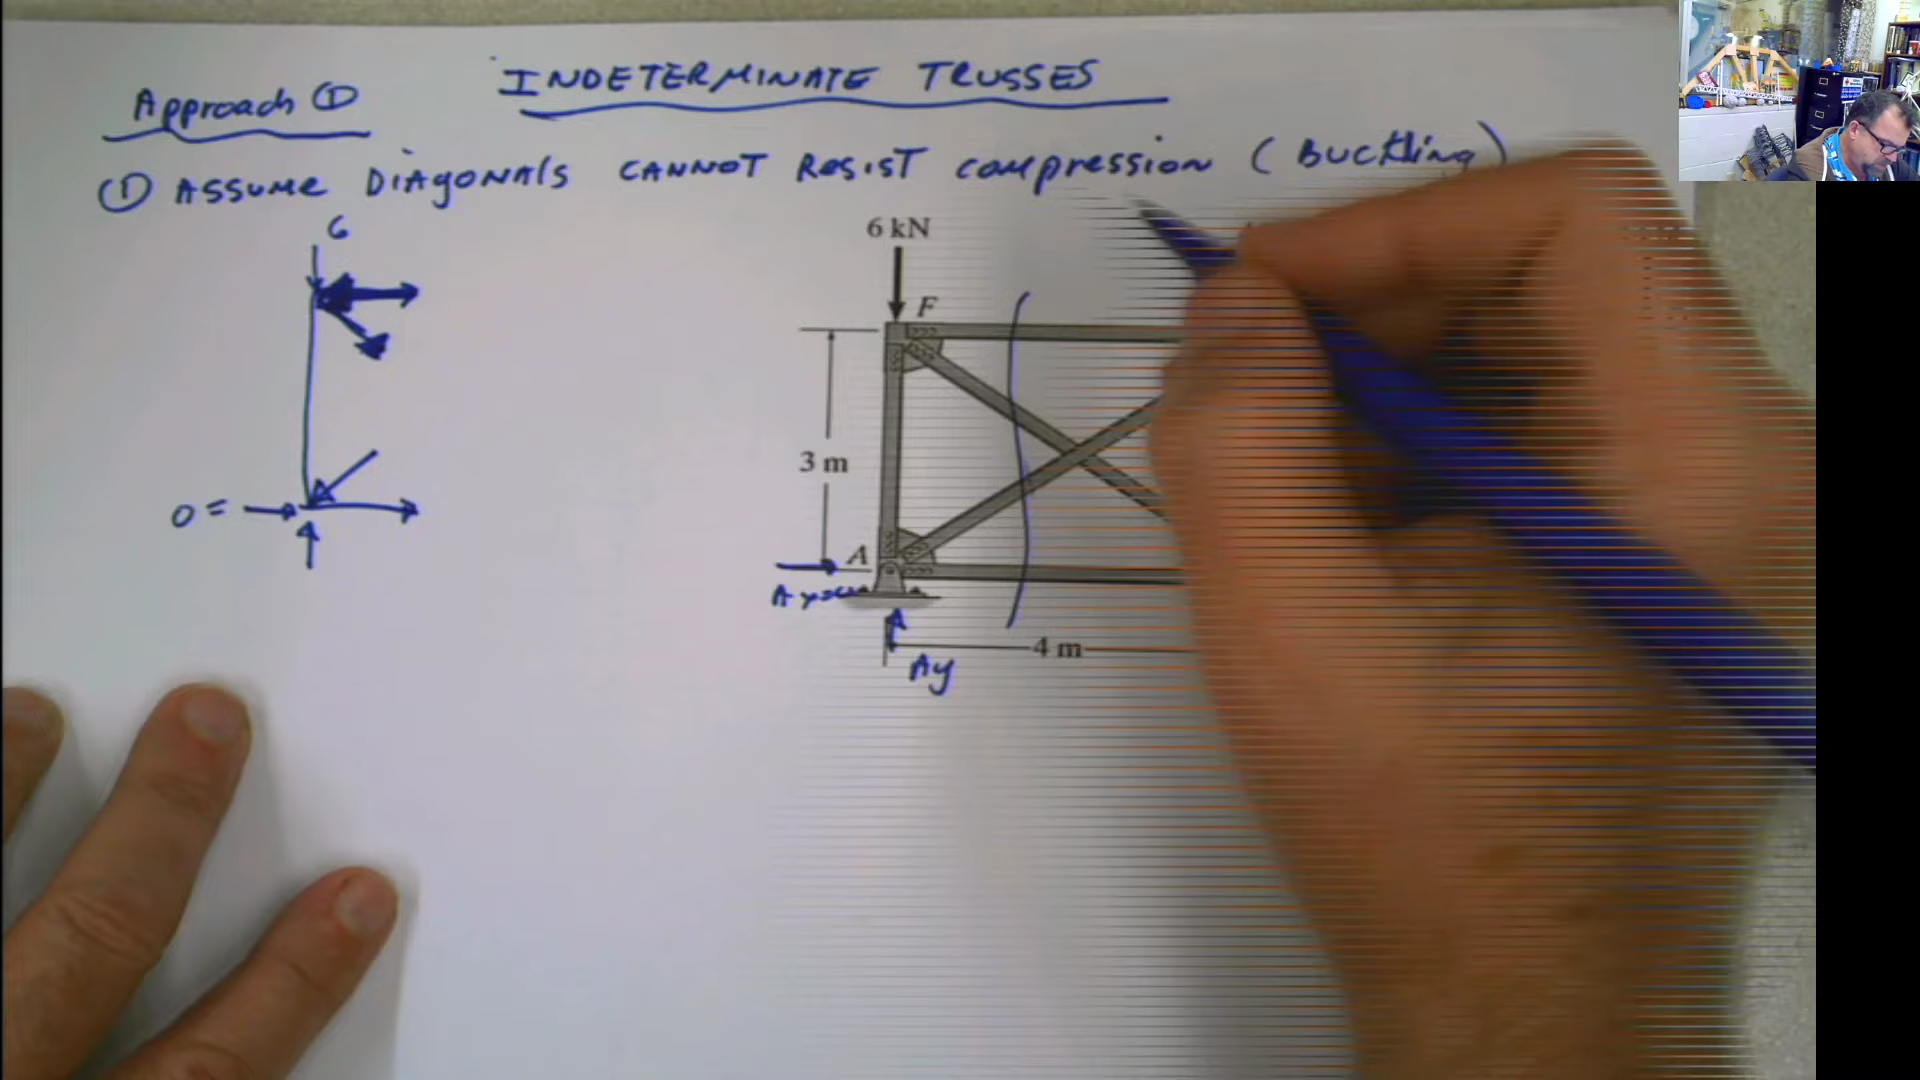 INDETERMINATE TRUSSES
Approach ①
① ASSUME DIAGONALS CANNOT RESIST compression (Buckling)
6
6 kN
F
3 m
0 =
A
4 m
Ay